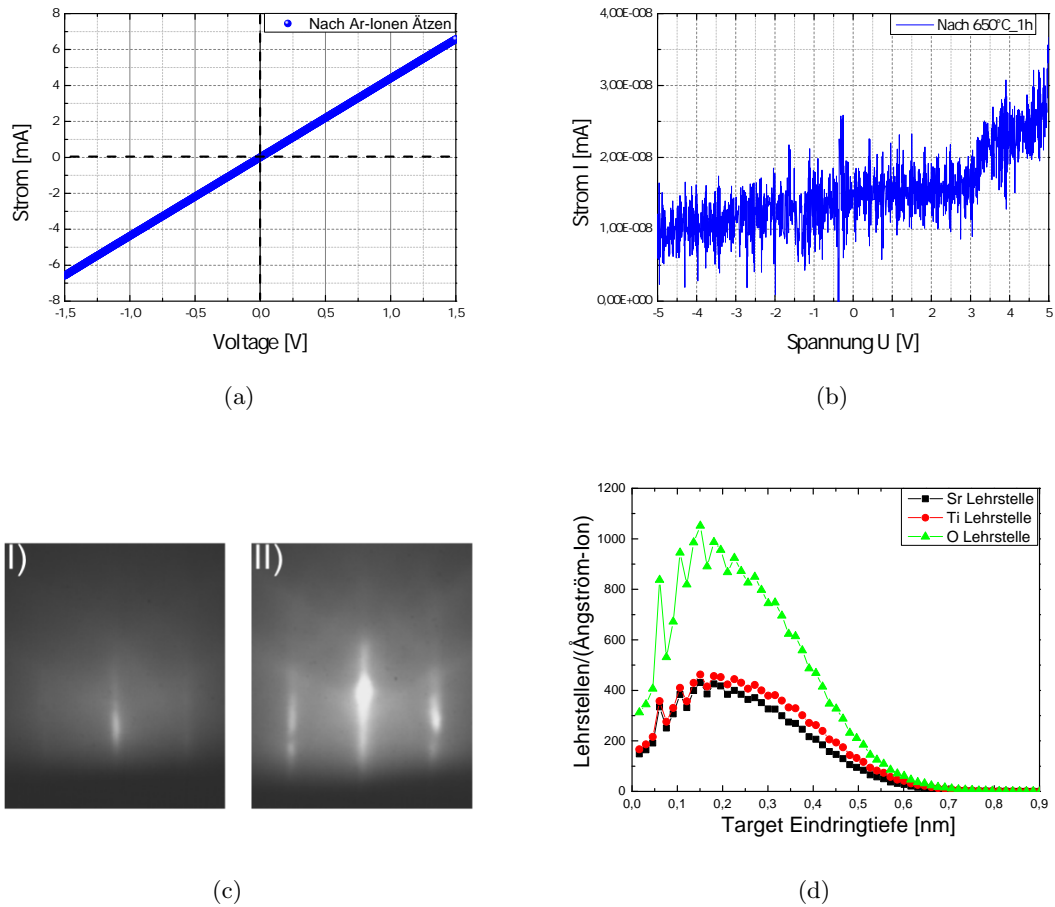 Nach Ar-Ionen Ätzen
Strom [mA]
8
6
4
2
0
-2
-4
-6
-8
-1,5 -1,0 -0,5 0,0 0,5 1,0 1,5
Voltage [V]
(a)
Nach 650°C_1h
Strom I [mA]
4,00E-008
3,00E-008
2,00E-008
1,00E-008
0,00E+000
-5 -4 -3 -2 -1 0 1 2 3 4 5
Spannung U [V]
(b)
I)
II)
(c)
Sr Lehrstelle
Ti Lehrstelle
O Lehrstelle
Lehrstellen/(Ångström-Ion)
1200
1000
800
600
400
200
0
0,0 0,1 0,2 0,3 0,4 0,5 0,6 0,7 0,8 0,9
Target Eindringtiefe [nm]
(d)